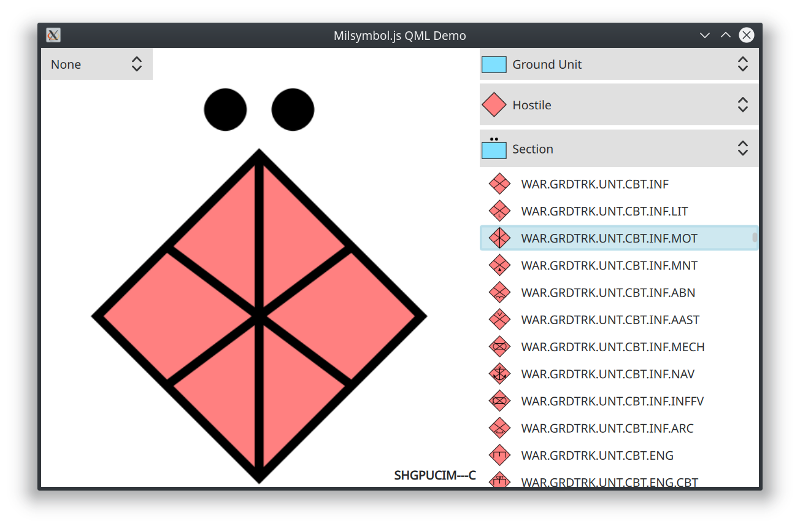 Milsymbol.js QML Demo
None
Ground Unit
Hostile
Section
WAR.GRDTRK.UNT.CBT.INF
WAR.GRDTRK.UNT.CBT.INF.LIT
WAR.GRDTRK.UNT.CBT.INF.MOT
WAR.GRDTRK.UNT.CBT.INF.MNT
WAR.GRDTRK.UNT.CBT.INF.ABN
WAR.GRDTRK.UNT.CBT.INF.AAST
WAR.GRDTRK.UNT.CBT.INF.MECH
WAR.GRDTRK.UNT.CBT.INF.NAV
WAR.GRDTRK.UNT.CBT.INF.INFFV
WAR.GRDTRK.UNT.CBT.INF.ARC
WAR.GRDTRK.UNT.CBT.ENG
WAR.GRDTRK.UNT.CBT.ENG.CBT
SHGPUCIM---C